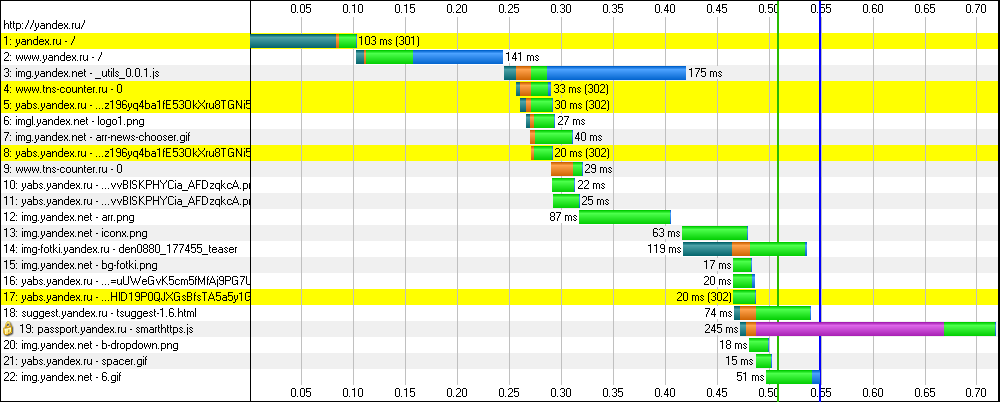 0.05 0.10 0.15 0.20 0.25 0.30 0.35 0.40 0.45 0.50 0.55 0.60 0.65 0.70
http://yandex.ru/
1: yandex.ru - / 103 ms (301)
2: www.yandex.ru - / 141 ms
3: img.yandex.net - _utils_0.0.1.js 175 ms
4: www.tns-counter.ru - 0 33 ms (302)
5: yabs.yandex.ru - ...z196yq4ba1fE53OkXru8TGNi5 30 ms (302)
6: imgl.yandex.net - logo1.png 27 ms
7: img.yandex.net - arr-news-chooser.gif 40 ms
8: yabs.yandex.ru - ...z196yq4ba1fE53OkXru8TGNi5 20 ms (302)
9: www.tns-counter.ru - 0 29 ms
10: yabs.yandex.ru - ...vvBISKPHYCia_AFDzqkcA.pr 22 ms
11: yabs.yandex.ru - ...vvBISKPHYCia_AFDzqkcA.pr 25 ms
12: img.yandex.net - arr.png 87 ms
13: img.yandex.net - iconx.png 63 ms
14: img-fotki.yandex.ru - den0880_177455_teaser 119 ms
15: img.yandex.net - bg-fotki.png 17 ms
16: yabs.yandex.ru - ...=uUWeGvK5cm5fMfAj9PG7U 20 ms
17: yabs.yandex.ru - ...HID19P0QJXGsBfsTA5a5y1G 20 ms (302)
18: suggest.yandex.ru - tsuggest-1.6.html 74 ms
19: passport.yandex.ru - smarthttps.js 245 ms
20: img.yandex.net - b-dropdown.png 18 ms
21: yabs.yandex.ru - spacer.gif 15 ms
22: img.yandex.net - 6.gif 51 ms
0.05 0.10 0.15 0.20 0.25 0.30 0.35 0.40 0.45 0.50 0.55 0.60 0.65 0.70